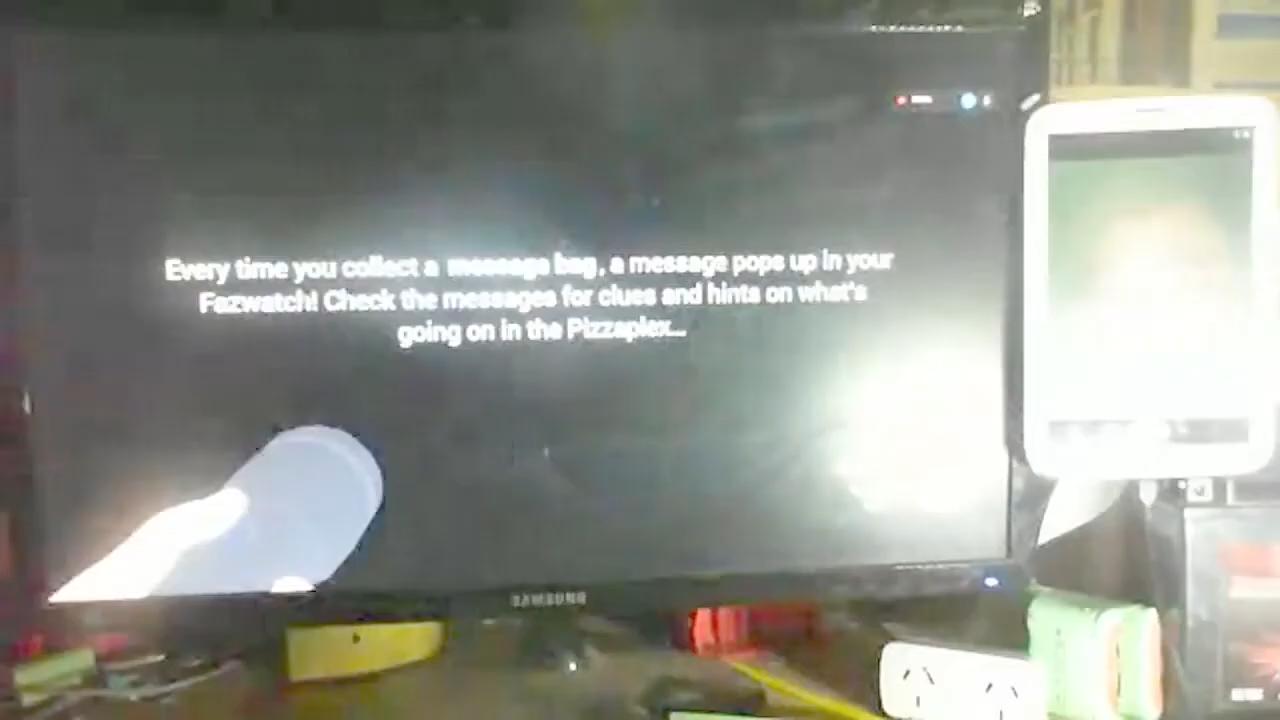 Every time you collect a message bag, a message pops up in your
Fazwatch! Check the messages for clues and hints on what's
going on in the Pizzaplex...
SAMSUNG